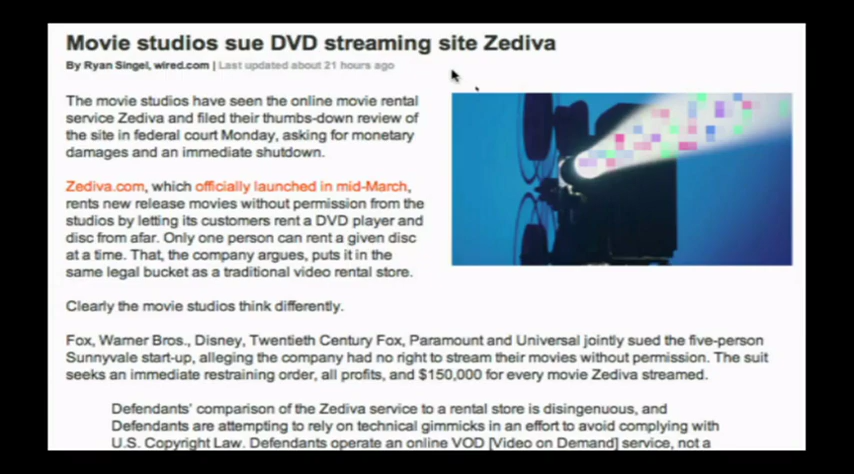 Movie studios sue DVD streaming site Zediva
By Ryan Singel, wired.com | Last updated about 21 hours ago
The movie studios have seen the online movie rental
service Zediva and filed their thumbs-down review of
the site in federal court Monday, asking for monetary
damages and an immediate shutdown.
Zediva.com, which officially launched in mid-March,
rents new release movies without permission from the
studios by letting its customers rent a DVD player and
disc from afar. Only one person can rent a given disc
at a time. That, the company argues, puts it in the
same legal bucket as a traditional video rental store.
Clearly the movie studios think differently.
Fox, Warner Bros., Disney, Twentieth Century Fox, Paramount and Universal jointly sued the five-person
Sunnyvale start-up, alleging the company had no right to stream their movies without permission. The suit
seeks an immediate restraining order, all profits, and $150,000 for every movie Zediva streamed.
Defendants' comparison of the Zediva service to a rental store is disingenuous, and
Defendants are attempting to rely on technical gimmicks in an effort to avoid complying with
U.S. Copyright Law. Defendants operate an online VOD [Video on Demand] service, not a